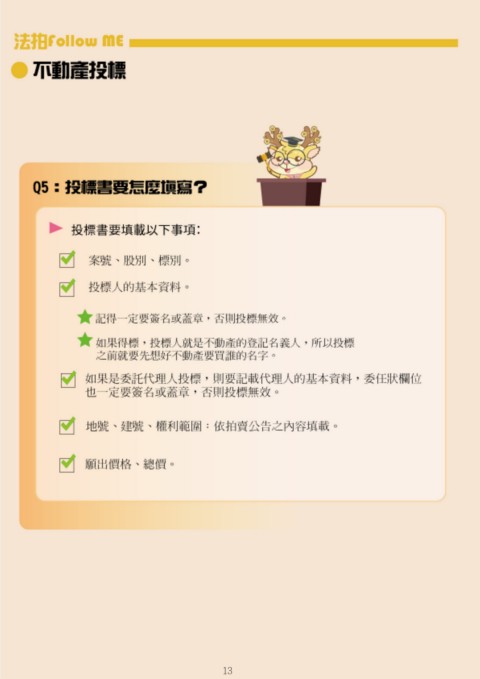 法拍Follow ME
不動產投標
Q5：投標書要怎麼填寫？
投標書要填載以下事項:
案號、股別、標別。
投標人的基本資料。
記得一定要簽名或蓋章，否則投標無效。
如果得標，投標人就是不動產的登記名義人，所以投標
之前就要先想好不動產要買誰的名字。
如果是委託代理人投標，則要記載代理人的基本資料，委任狀欄位
也一定要簽名或蓋章，否則投標無效。
地號、建號、權利範圍：依拍賣公告之內容填載。
願出價格、總價。
13